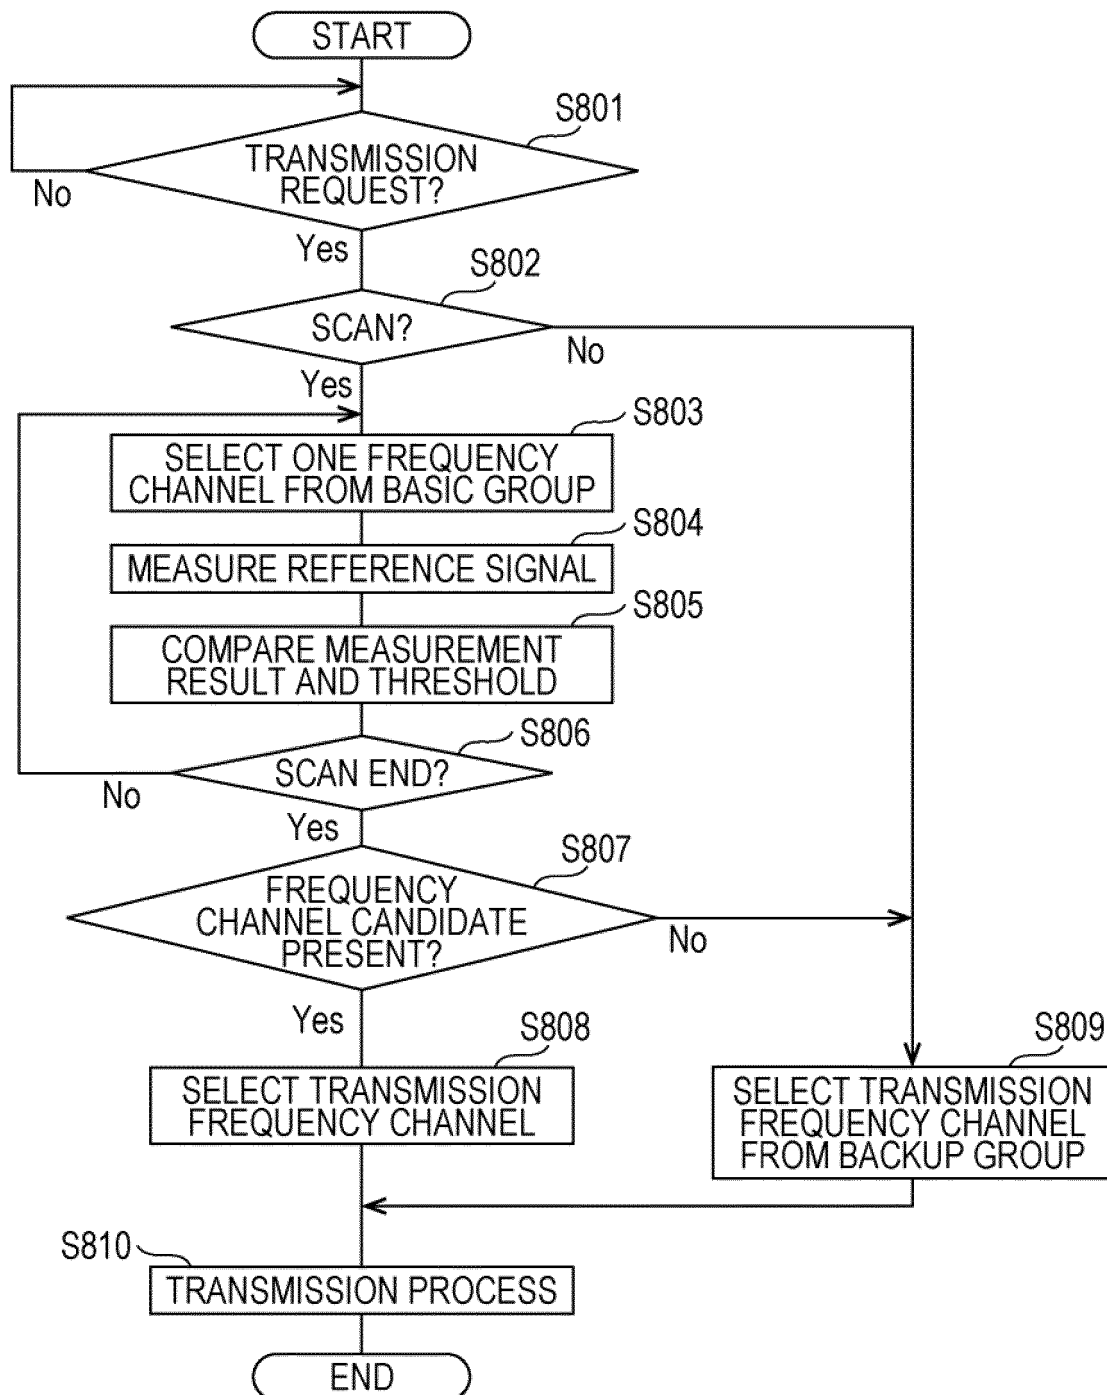 START
S801
TRANSMISSION
REQUEST?
No
Yes
S802
SCAN?
No
Yes
S803
SELECT ONE FREQUENCY
CHANNEL FROM BASIC GROUP
S804
MEASURE REFERENCE SIGNAL
S805
COMPARE MEASUREMENT
RESULT AND THRESHOLD
S806
SCAN END?
No
Yes
S807
FREQUENCY
CHANNEL CANDIDATE
PRESENT?
No
Yes
S808
SELECT TRANSMISSION
FREQUENCY CHANNEL
S809
SELECT TRANSMISSION
FREQUENCY CHANNEL
FROM BACKUP GROUP
S810
TRANSMISSION PROCESS
END